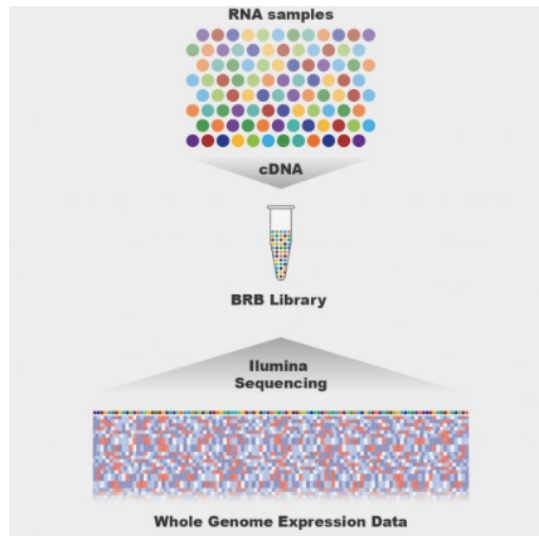 RNA samples
cDNA
BRB Library
Ilumina
Sequencing
Whole Genome Expression Data